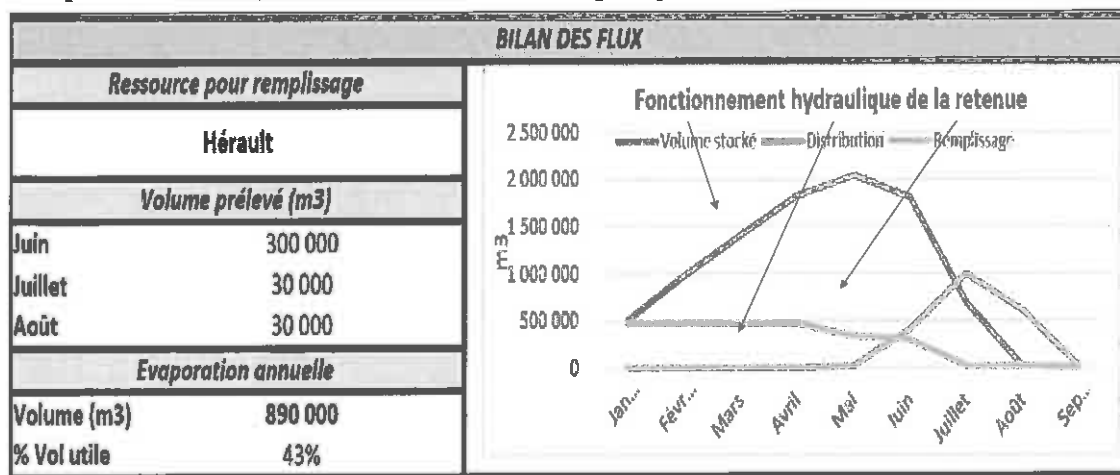 BILAN DES FLUX
Ressource pour remplissage
Hérault
Volume prélevé (m3)
Juin 300 000
Juillet 30 000
Août 30 000
Evaporation annuelle
Volume (m3) 890 000
% Vol utile 43%
Fonctionnement hydraulique de la retenue
Volume stocké Distribution Remplissage
m3
2 500 000
2 000 000
1 500 000
1 000 000
500 000
0
Jan... Févr... Mars Avril Mai Juin Juillet Août Sep...